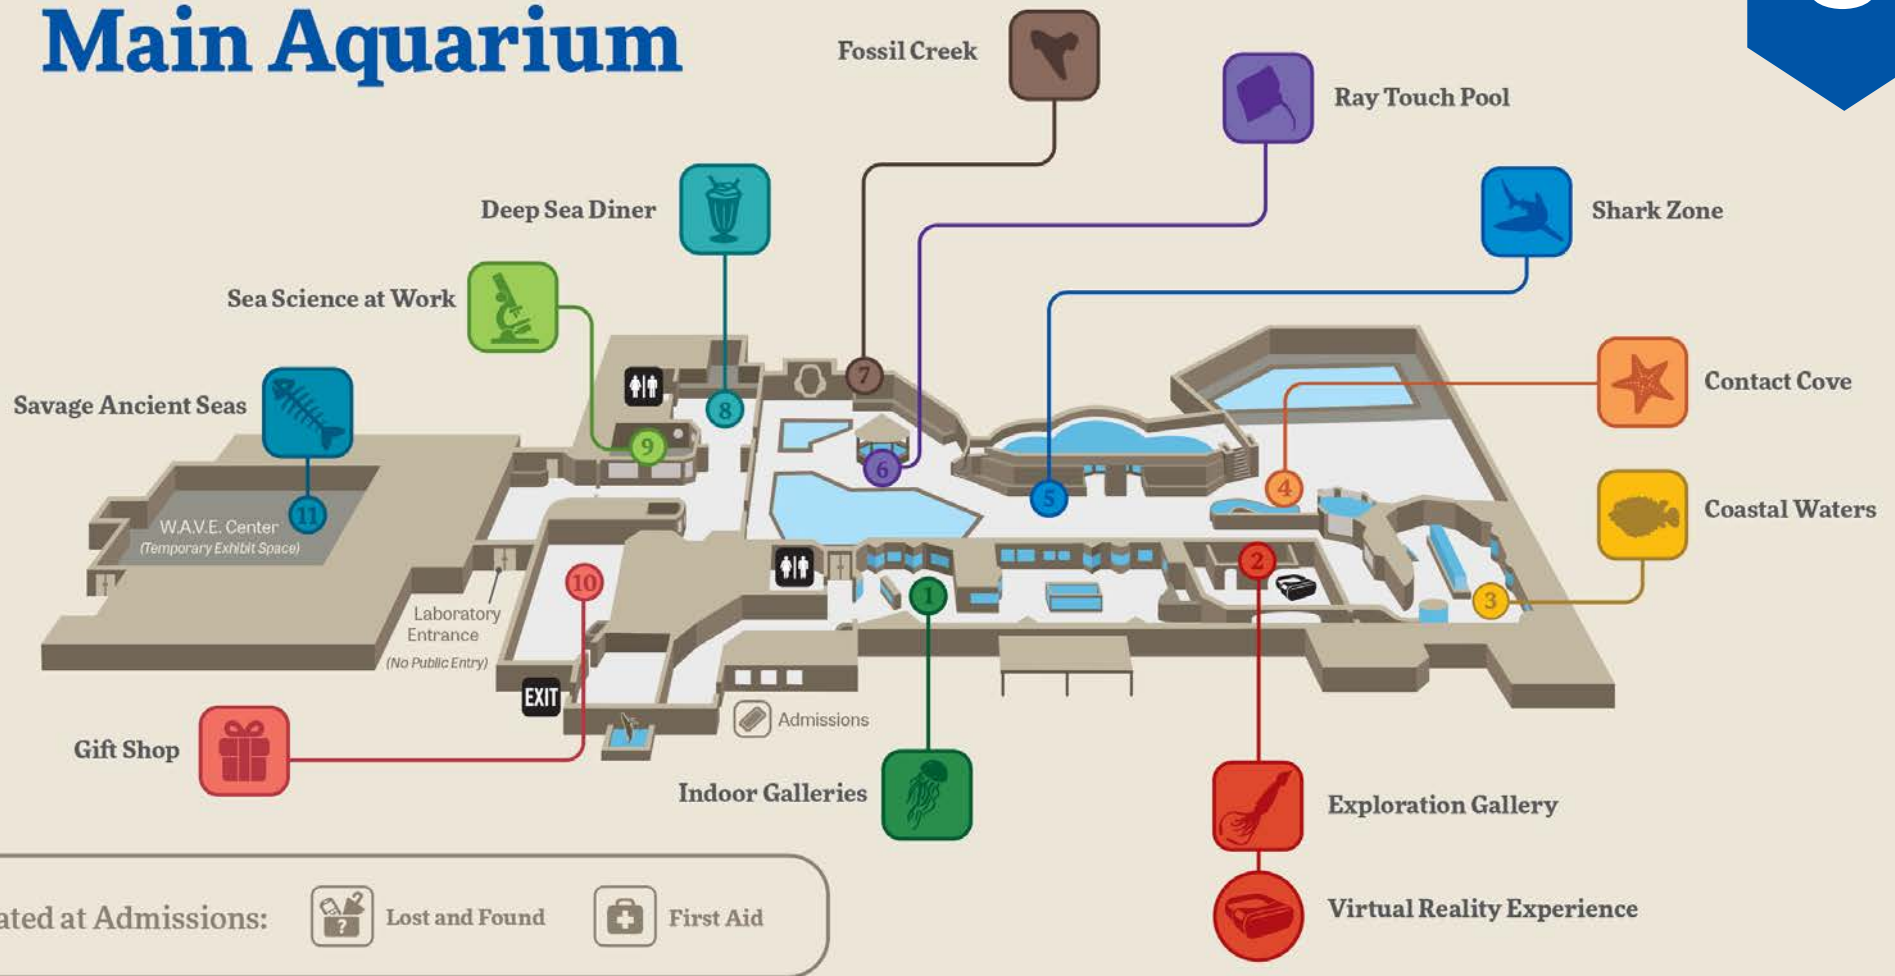 Main Aquarium
Fossil Creek
Ray Touch Pool
Deep Sea Diner
Shark Zone
Sea Science at Work
Savage Ancient Seas
Contact Cove
Coastal Waters
7
8
9
6
5
4
11
W.A.V.E. Center
(Temporary Exhibit Space)
10
1
2
3
Laboratory
Entrance
(No Public Entry)
EXIT
Admissions
Gift Shop
Indoor Galleries
Exploration Gallery
Virtual Reality Experience
at Admissions:
?
Lost and Found
First Aid